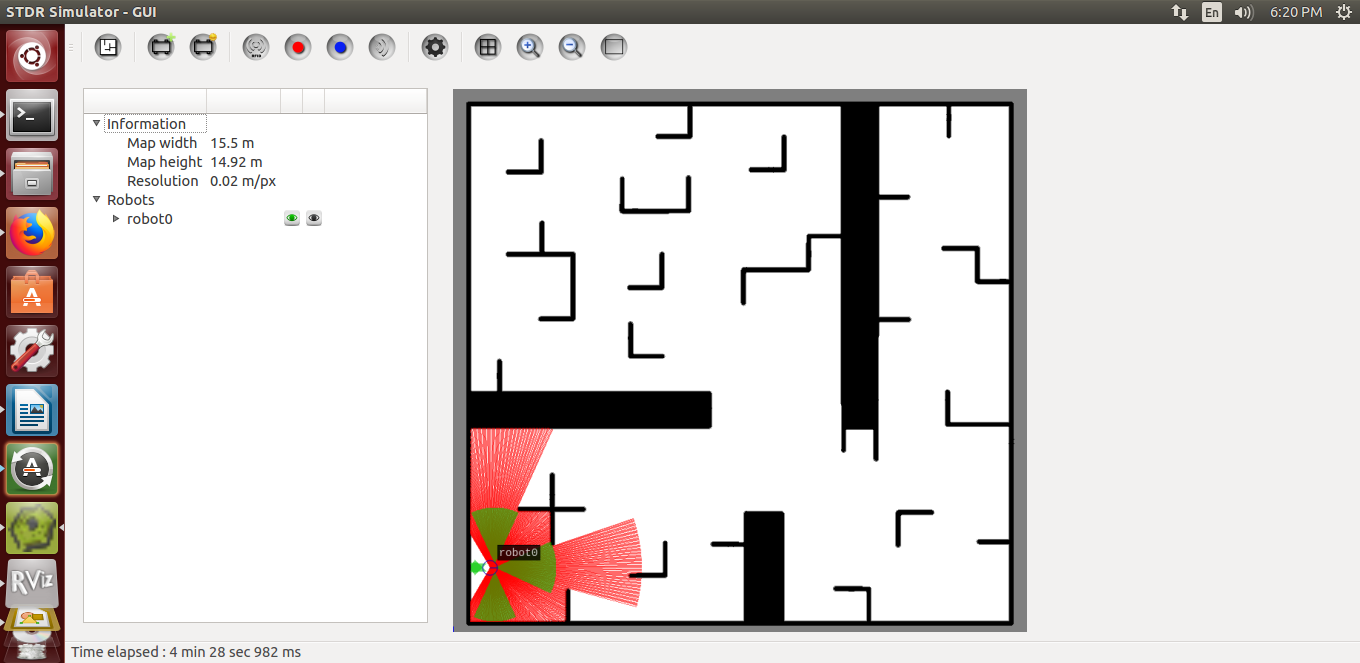 STDR Simulator - GUI
En
6:20 PM
Information
Map width 15.5 m
Map height 14.92 m
Resolution 0.02 m/px
Robots
robot0
robot0
RViz
Time elapsed : 4 min 28 sec 982 ms